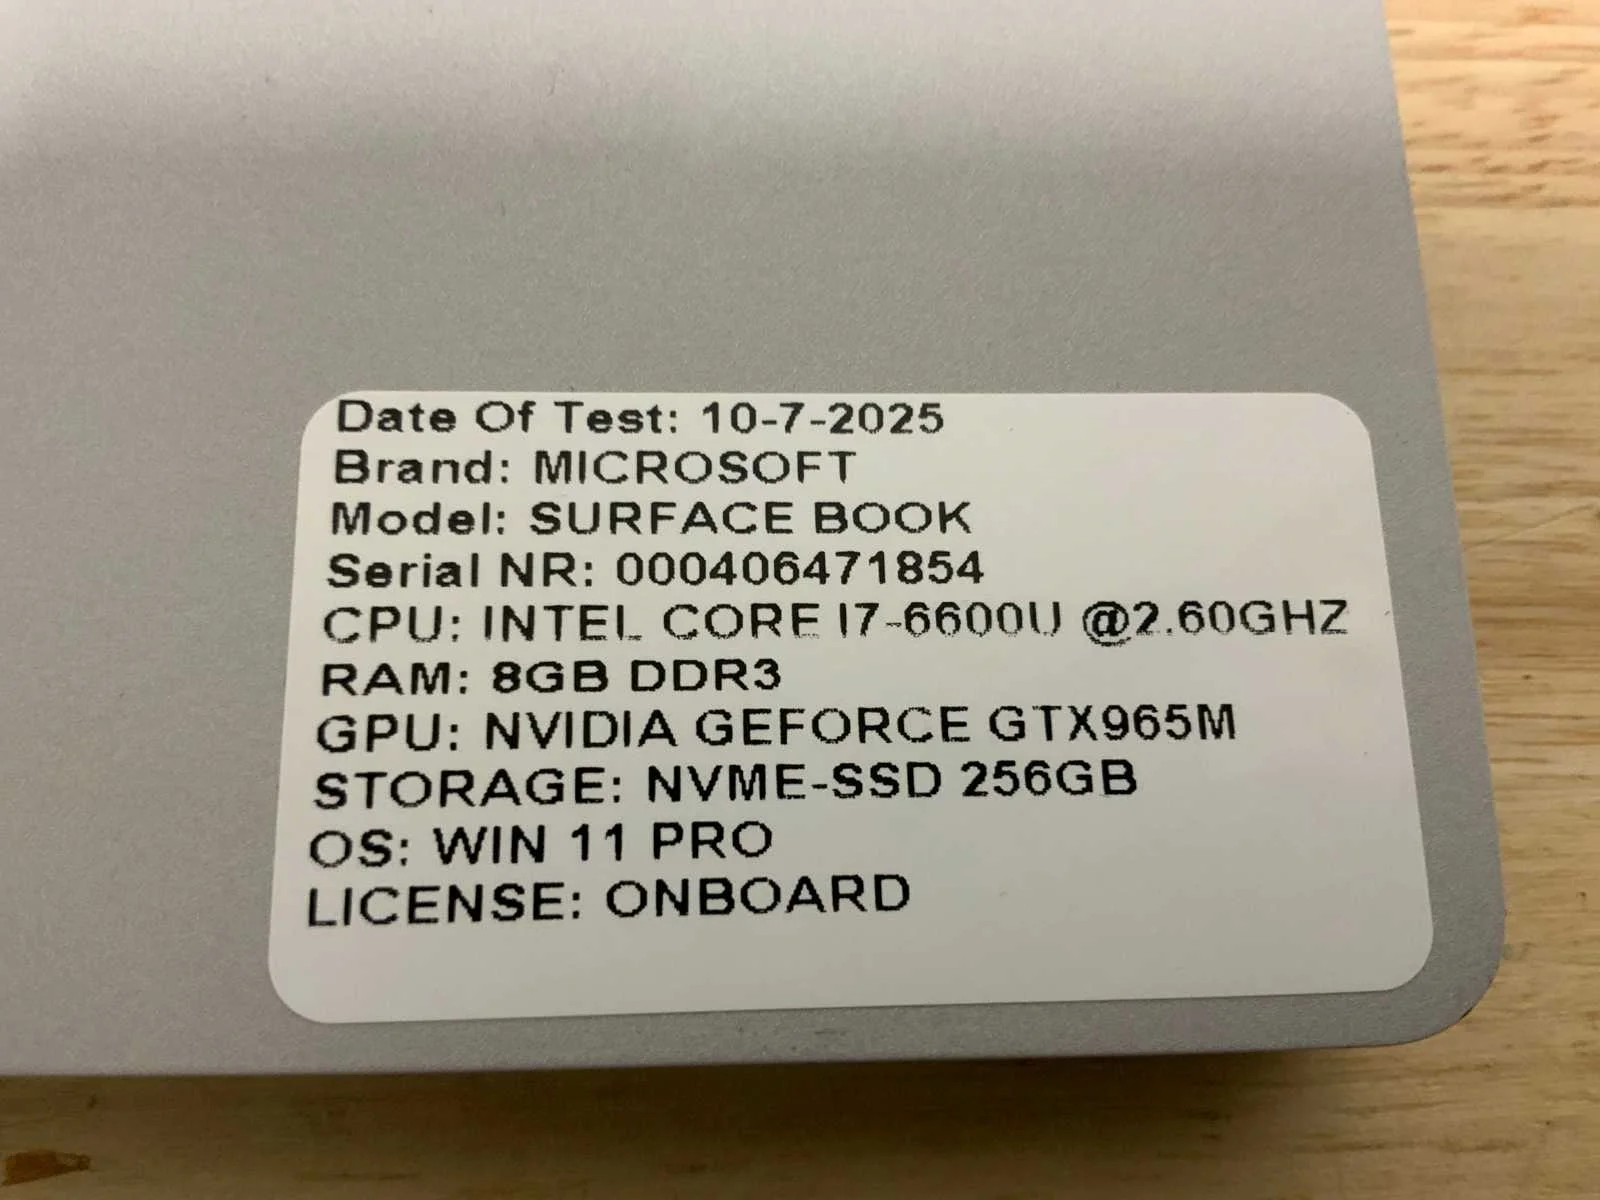 Date Of Test: 10-7-2025
Brand: MICROSOFT
Model: SURFACE BOOK
Serial NR: 000406471854
CPU: INTEL CORE I7-6600U @2.60GHZ
RAM: 8GB DDR3
GPU: NVIDIA GEFORCE GTX965M
STORAGE: NVME-SSD 256GB
OS: WIN 11 PRO
LICENSE: ONBOARD